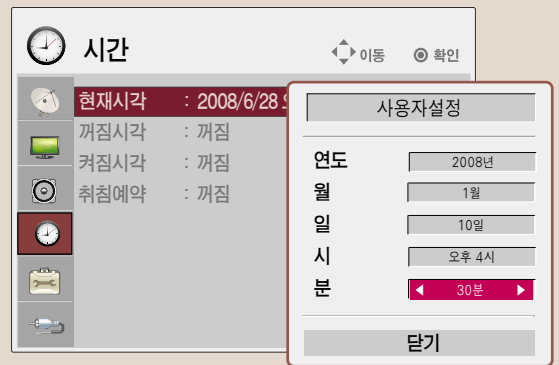 시간
이동 확인
현재시각 : 2008/6/28
꺼짐시각 : 꺼짐
켜짐시각 : 꺼짐
취침예약 : 꺼짐
사용자설정
연도 2008년
월 1월
일 10일
시 오후 4시
분 30분
닫기